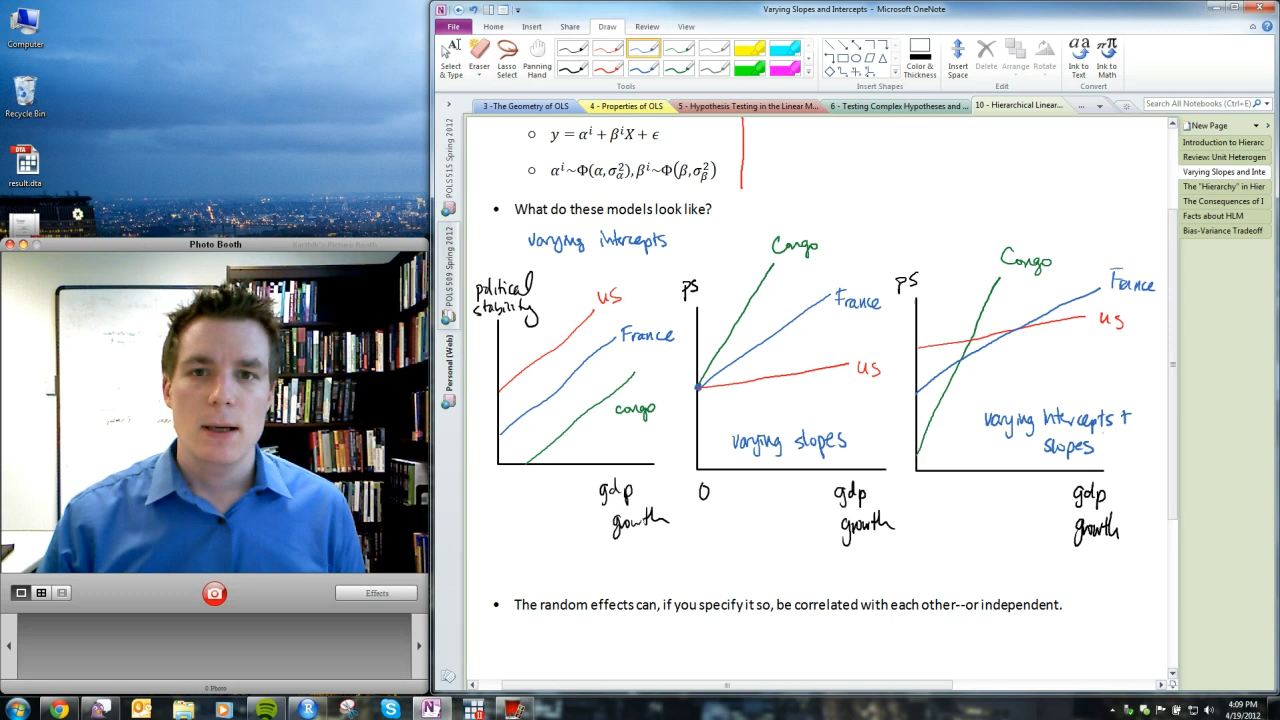 Computer
Recycle Bin
result.dta
Photo Booth
Effects
0 Photo
Varying Slopes and Intercepts - Microsoft OneNote
File Home Insert Share Draw Review View
Select & Type
Eraser
Lasso Select
Panning Hand
Color & Thickness
Insert Space
Delete
Arrange
Rotate
Ink to Text
Ink to Math
Tools
Insert Shapes
Edit
Convert
3 -The Geometry of OLS
4 - Properties of OLS
5 - Hypothesis Testing in the Linear M...
6 - Testing Complex Hypotheses and ...
10 - Hierarchical Linear...
...
Search All Notebooks (Ctrl+E)
POLS 515 Spring 2012
POLS 509 Spring 2012
Personal (Web)
New Page
Introduction to Hierarc
Review: Unit Heterogen
Varying Slopes and Inte
The "Hierarchy" in Hier
The Consequences of I
Facts about HLM
Bias-Variance Tradeoff
○ y = αⁱ + βⁱX + ϵ
○ αⁱ~Φ(α,σ²_α), βⁱ~Φ(β,σ²_β)
• What do these models look like?
varying intercepts
political stability
US
France
Congo
gdp growth
ps
Congo
France
US
varying slopes
0
gdp growth
ps
Congo
France
US
varying intercepts + slopes
gdp growth
• The random effects can, if you specify it so, be correlated with each other--or independent.
4:09 PM
4/19/2012